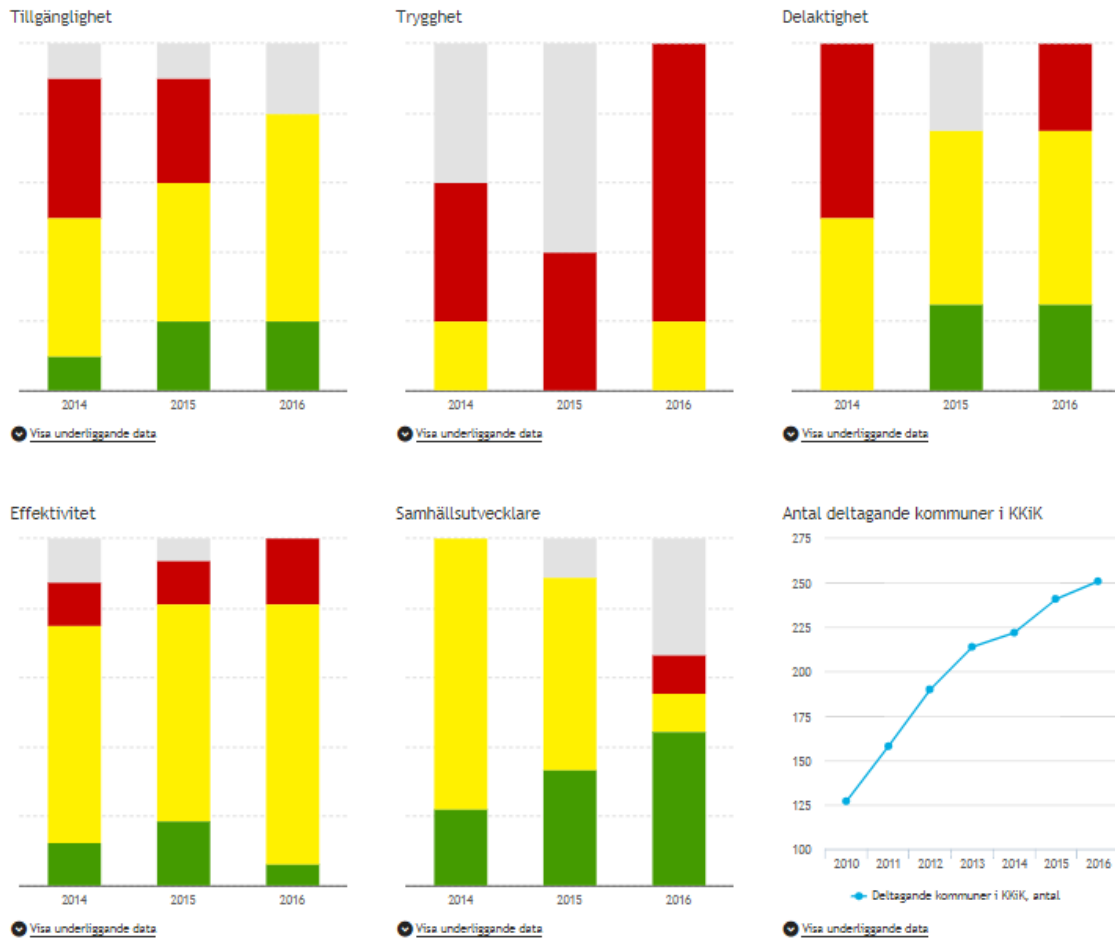 Tillgänglighet
2014 2015 2016
Visa underliggande data
Trygghet
2014 2015 2016
Visa underliggande data
Delaktighet
2014 2015 2016
Visa underliggande data
Effektivitet
2014 2015 2016
Visa underliggande data
Samhällsutvecklare
2014 2015 2016
Visa underliggande data
Antal deltagande kommuner i KKiK
275
250
225
200
175
150
125
100
2010 2011 2012 2013 2014 2015 2016
Deltagande kommuner i KKiK, antal
Visa underliggande data